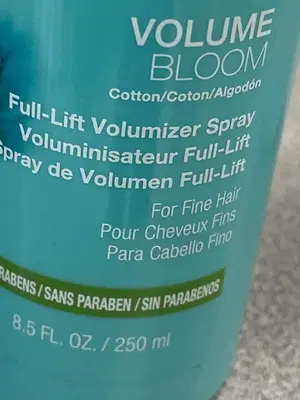 VOLUME
BLOOM
Cotton/Coton/Algodón
Full-Lift Volumizer Spray
Voluminisateur Full-Lift
Spray de Volumen Full-Lift
For Fine Hair
Pour Cheveux Fins
Para Cabello Fino
/ SANS PARABEN / SIN PARABENOS
8.5 FL. OZ. / 250 ml